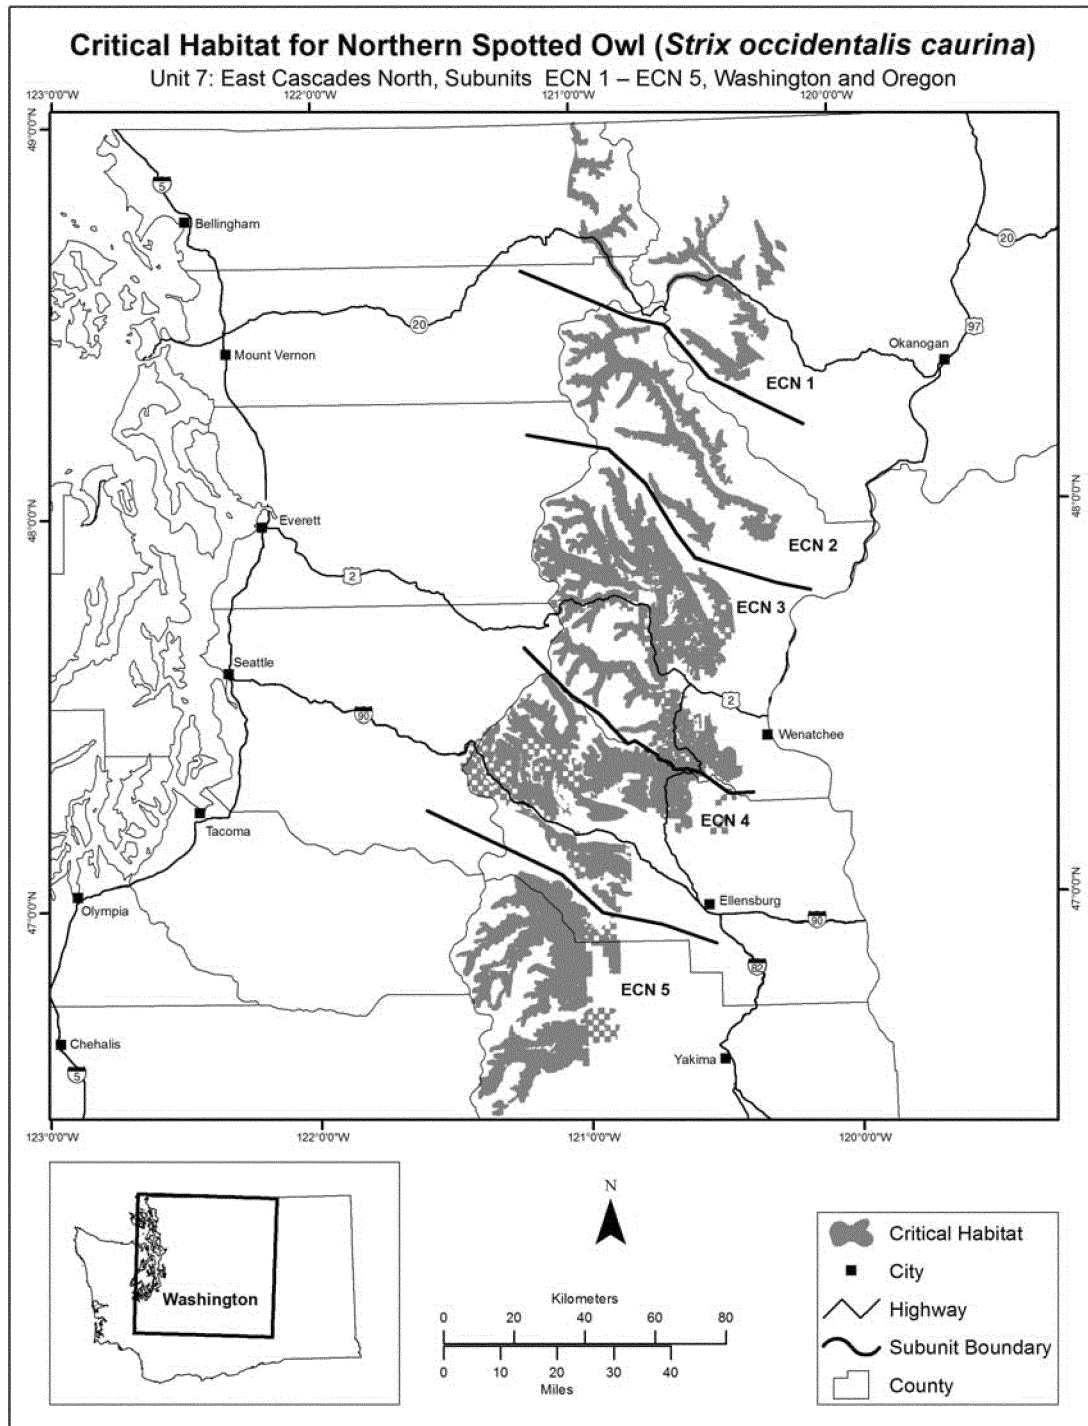 Critical Habitat for Northern Spotted Owl (Strix occidentalis caurina)
Unit 7: East Cascades North, Subunits ECN 1 – ECN 5, Washington and Oregon
123°0'0"W
122°0'0"W
121°0'0"W
120°0'0"W
49°0'0"N
5
Bellingham
20
20
97
Mount Vernon
Okanogan
ECN 1
48°0'0"N
48°0'0"N
Everett
ECN 2
2
ECN 3
Seattle
90
2
Wenatchee
Tacoma
ECN 4
47°0'0"N
47°0'0"N
Olympia
Ellensburg
90
82
ECN 5
Chehalis
Yakima
5
123°0'0"W
122°0'0"W
121°0'0"W
120°0'0"W
Washington
N
Kilometers
0 20 40 60 80
0 10 20 30 40
Miles
Critical Habitat
City
Highway
Subunit Boundary
County